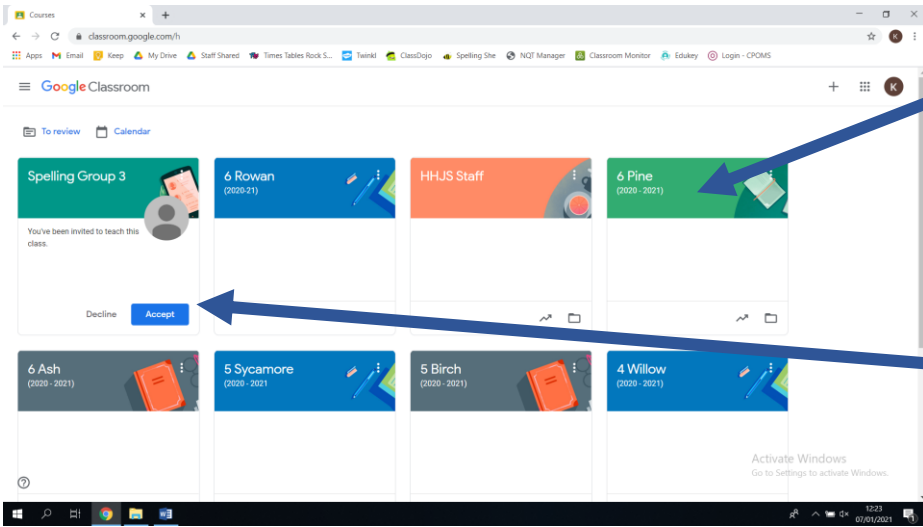 Courses
classroom.google.com/h
Apps M Email Keep My Drive Staff Shared Times Tables Rock S... Twinkl ClassDojo Spelling She NQT Manager Classroom Monitor Edukey Login - CPOMS
Google Classroom
K
To review Calendar
Spelling Group 3
You've been invited to teach this
class.
Decline Accept
6 Rowan
(2020-21)
HHJS Staff
6 Pine
(2020 - 2021)
6 Ash
(2020 - 2021)
5 Sycamore
(2020 - 2021
5 Birch
(2020 - 2021)
4 Willow
(2020 - 2021)
Activate Windows
Go to Settings to activate Windows.
12:23
07/01/2021